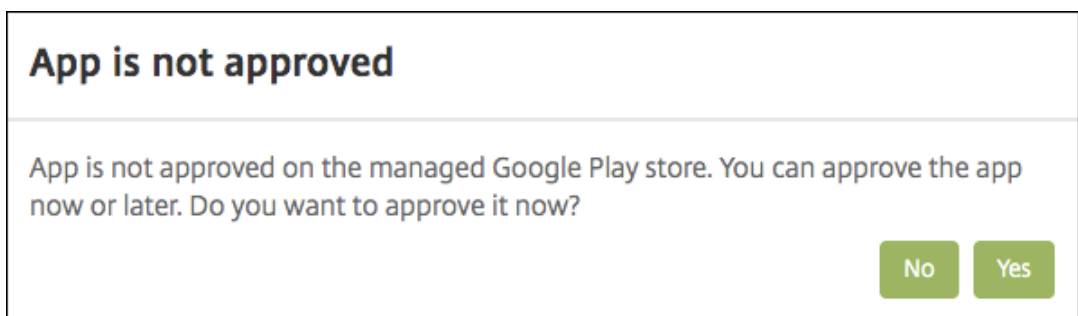 App is not approved
App is not approved on the managed Google Play store. You can approve the app
now or later. Do you want to approve it now?
No Yes